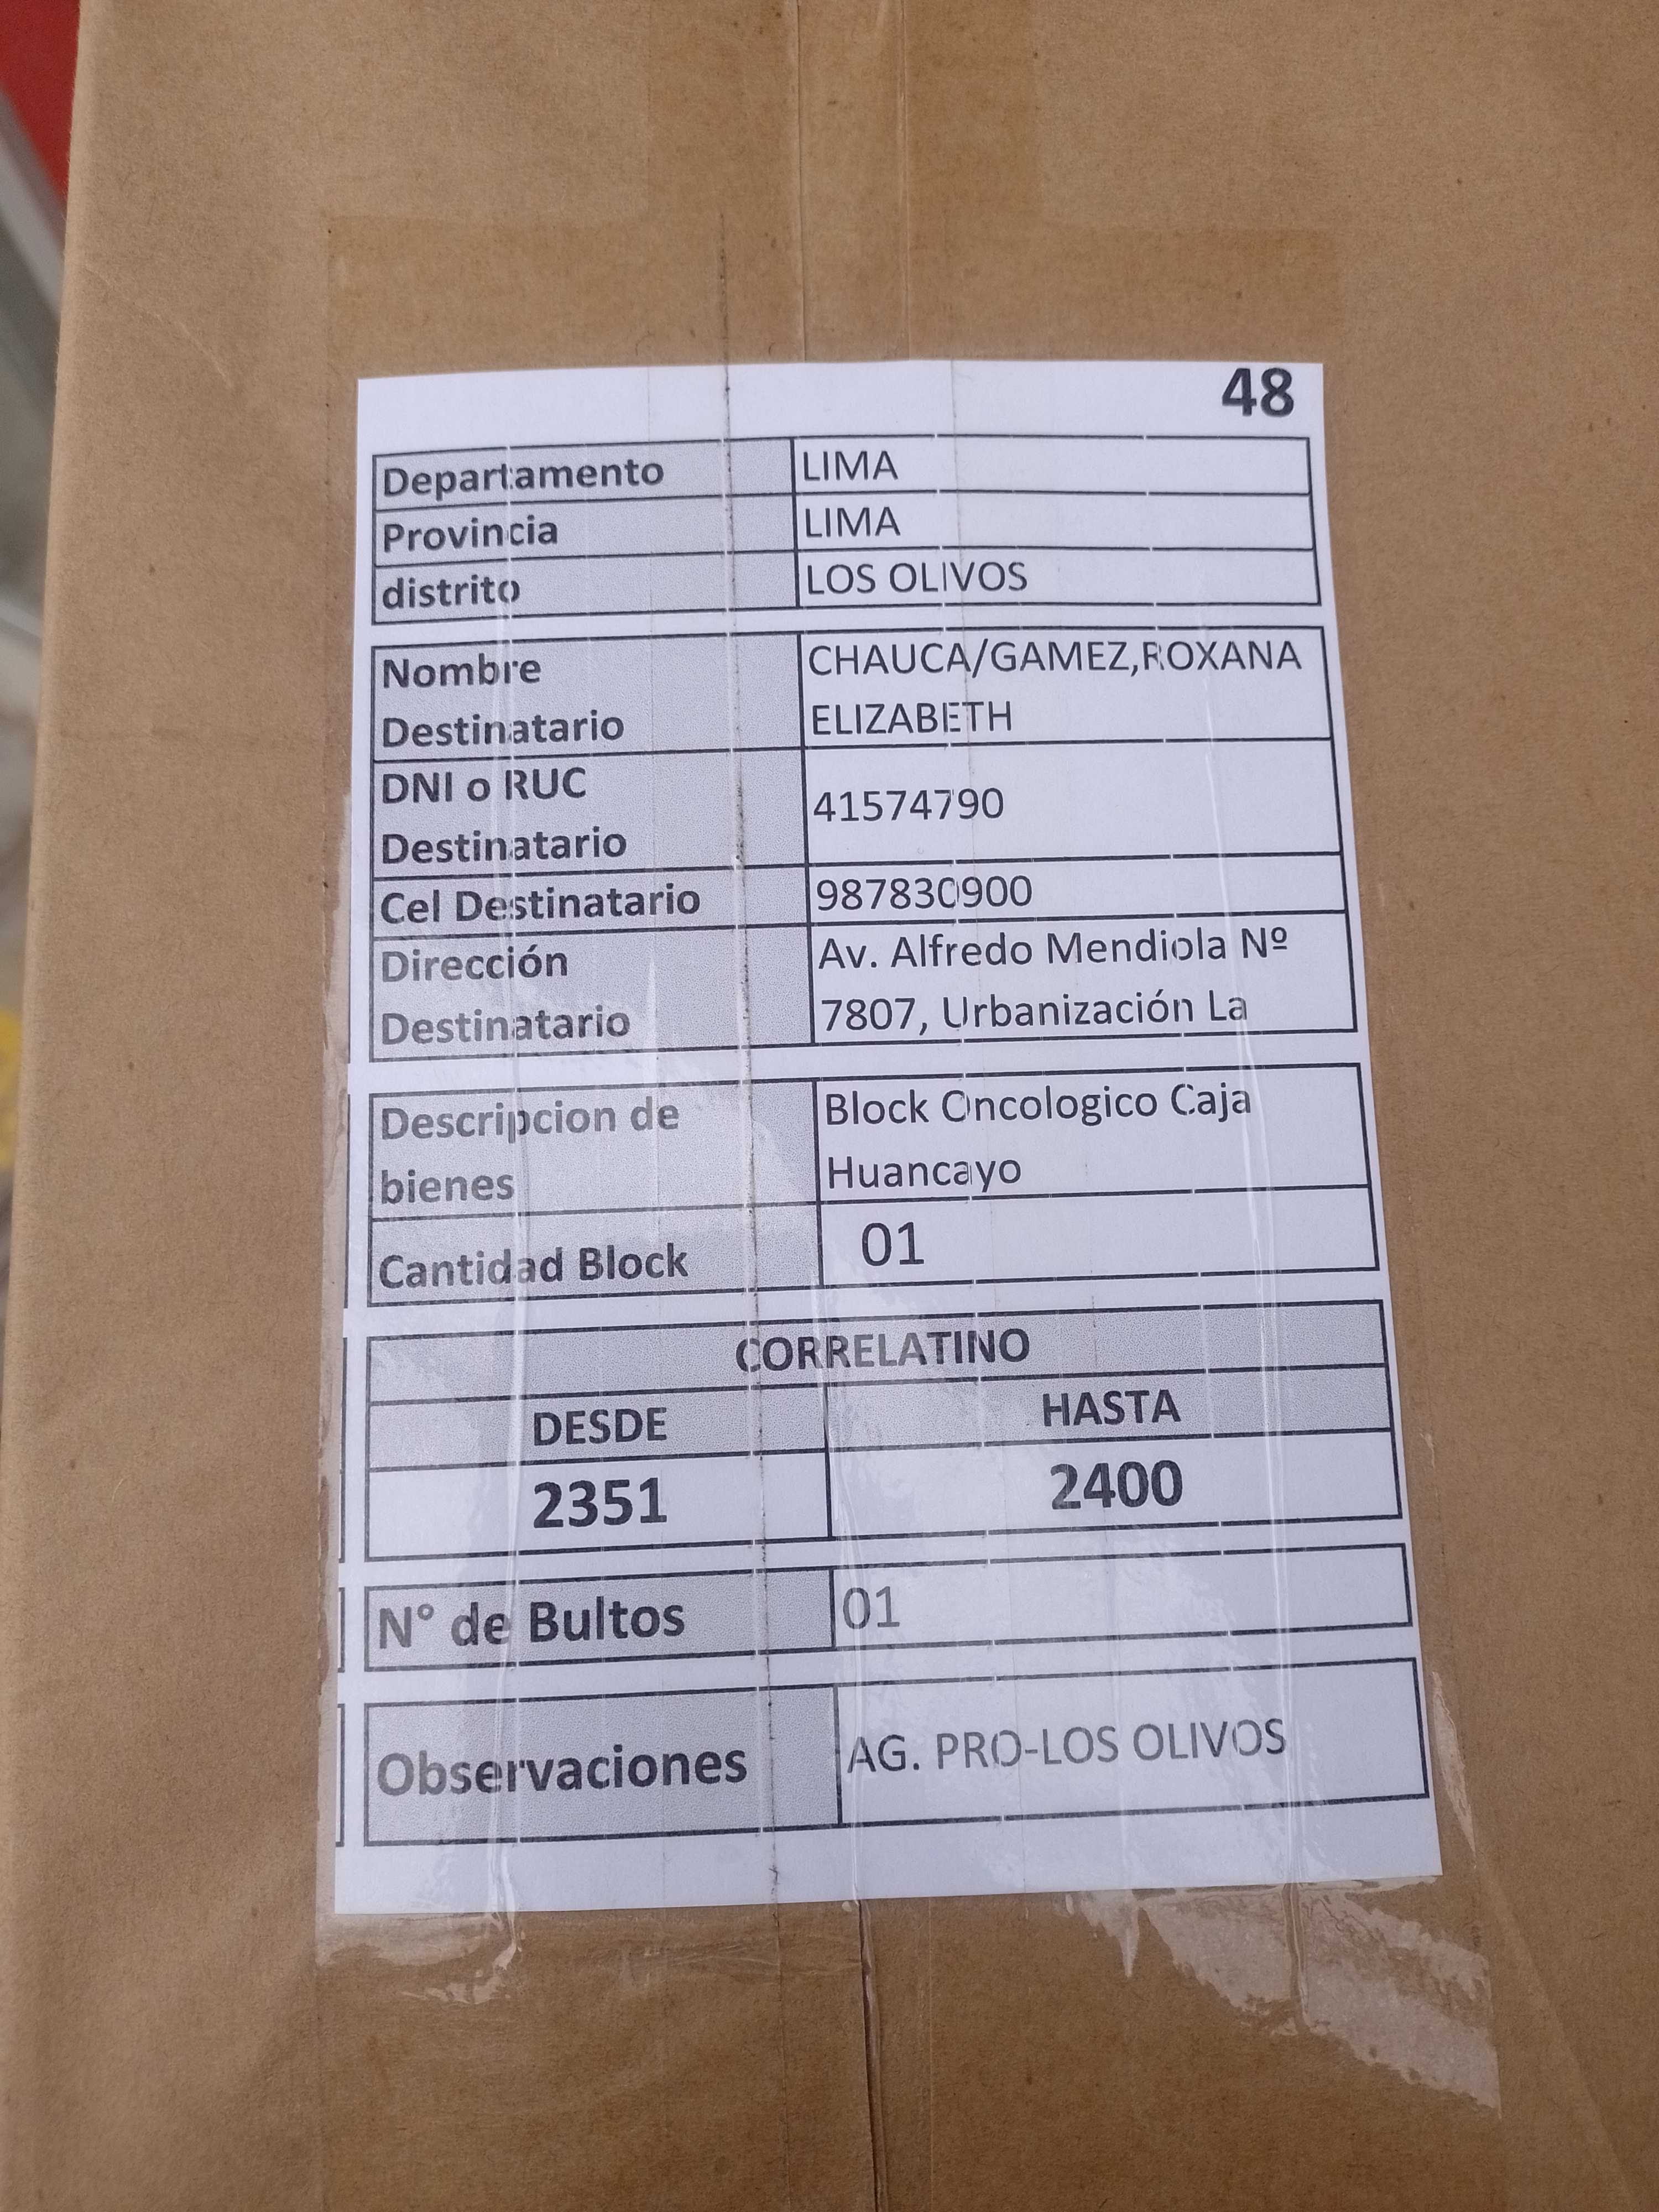 48
Departamento LIMA
Provincia LIMA
distrito LOS OLIVOS
Nombre CHAUCA/GAMEZ,ROXANA
Destinatario ELIZABETH
DNI o RUC
Destinatario 41574790
Cel Destinatario 987830900
Dirección Av. Alfredo Mendiola Nº
Destinatario 7807, Urbanización La
Descripcion de Block Oncologico Caja
bienes Huancayo
Cantidad Block 01
CORRELATINO
DESDE HASTA
2351 2400
N° de Bultos 01
Observaciones AG. PRO-LOS OLIVOS